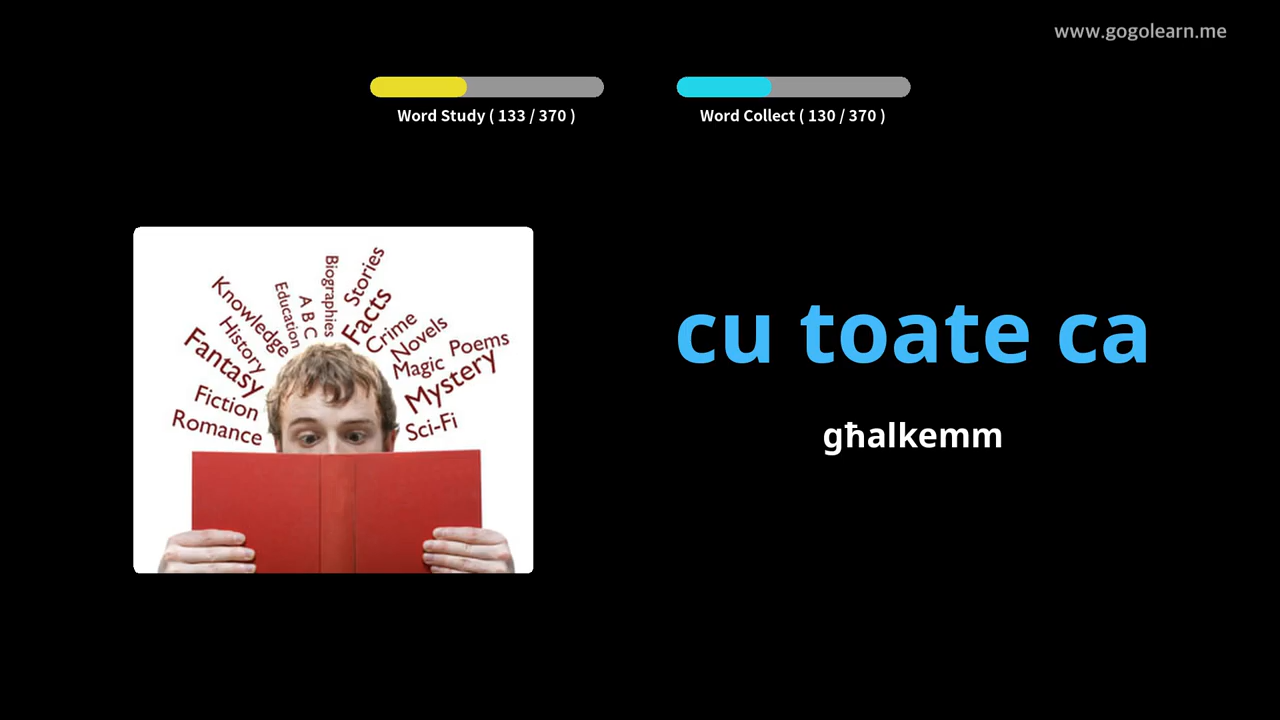 www.gogolearn.me
Word Study ( 133 / 370 )
Word Collect ( 130 / 370 )
Biographies
Stories
Education
A B C
Facts
Knowledge
Crime
History
Novels
Poems
Fantasy
Magic
Mystery
Fiction
Romance
Sci-Fi
cu toate ca
għalkemm